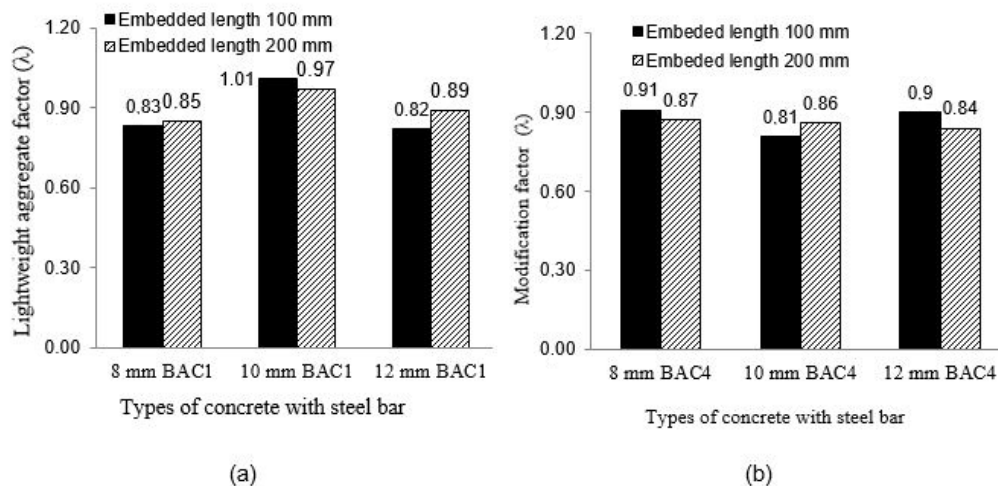 Lightweight aggregate factor (λ)
1.20
0.90
0.60
0.30
0.00
Embedded length 100 mm
Embedded length 200 mm
0,83
0.85
1.01
0.97
0.82
0.89
8 mm BAC1
10 mm BAC1
12 mm BAC1
Types of concrete with steel bar
(a)
Modification factor (λ)
1.20
0.90
0.60
0.30
0.00
Embeded length 100 mm
Embeded length 200 mm
0.91
0.87
0.81
0.86
0.9
0.84
8 mm BAC4
10 mm BAC4
12 mm BAC4
Types of concrete with steel bar
(b)